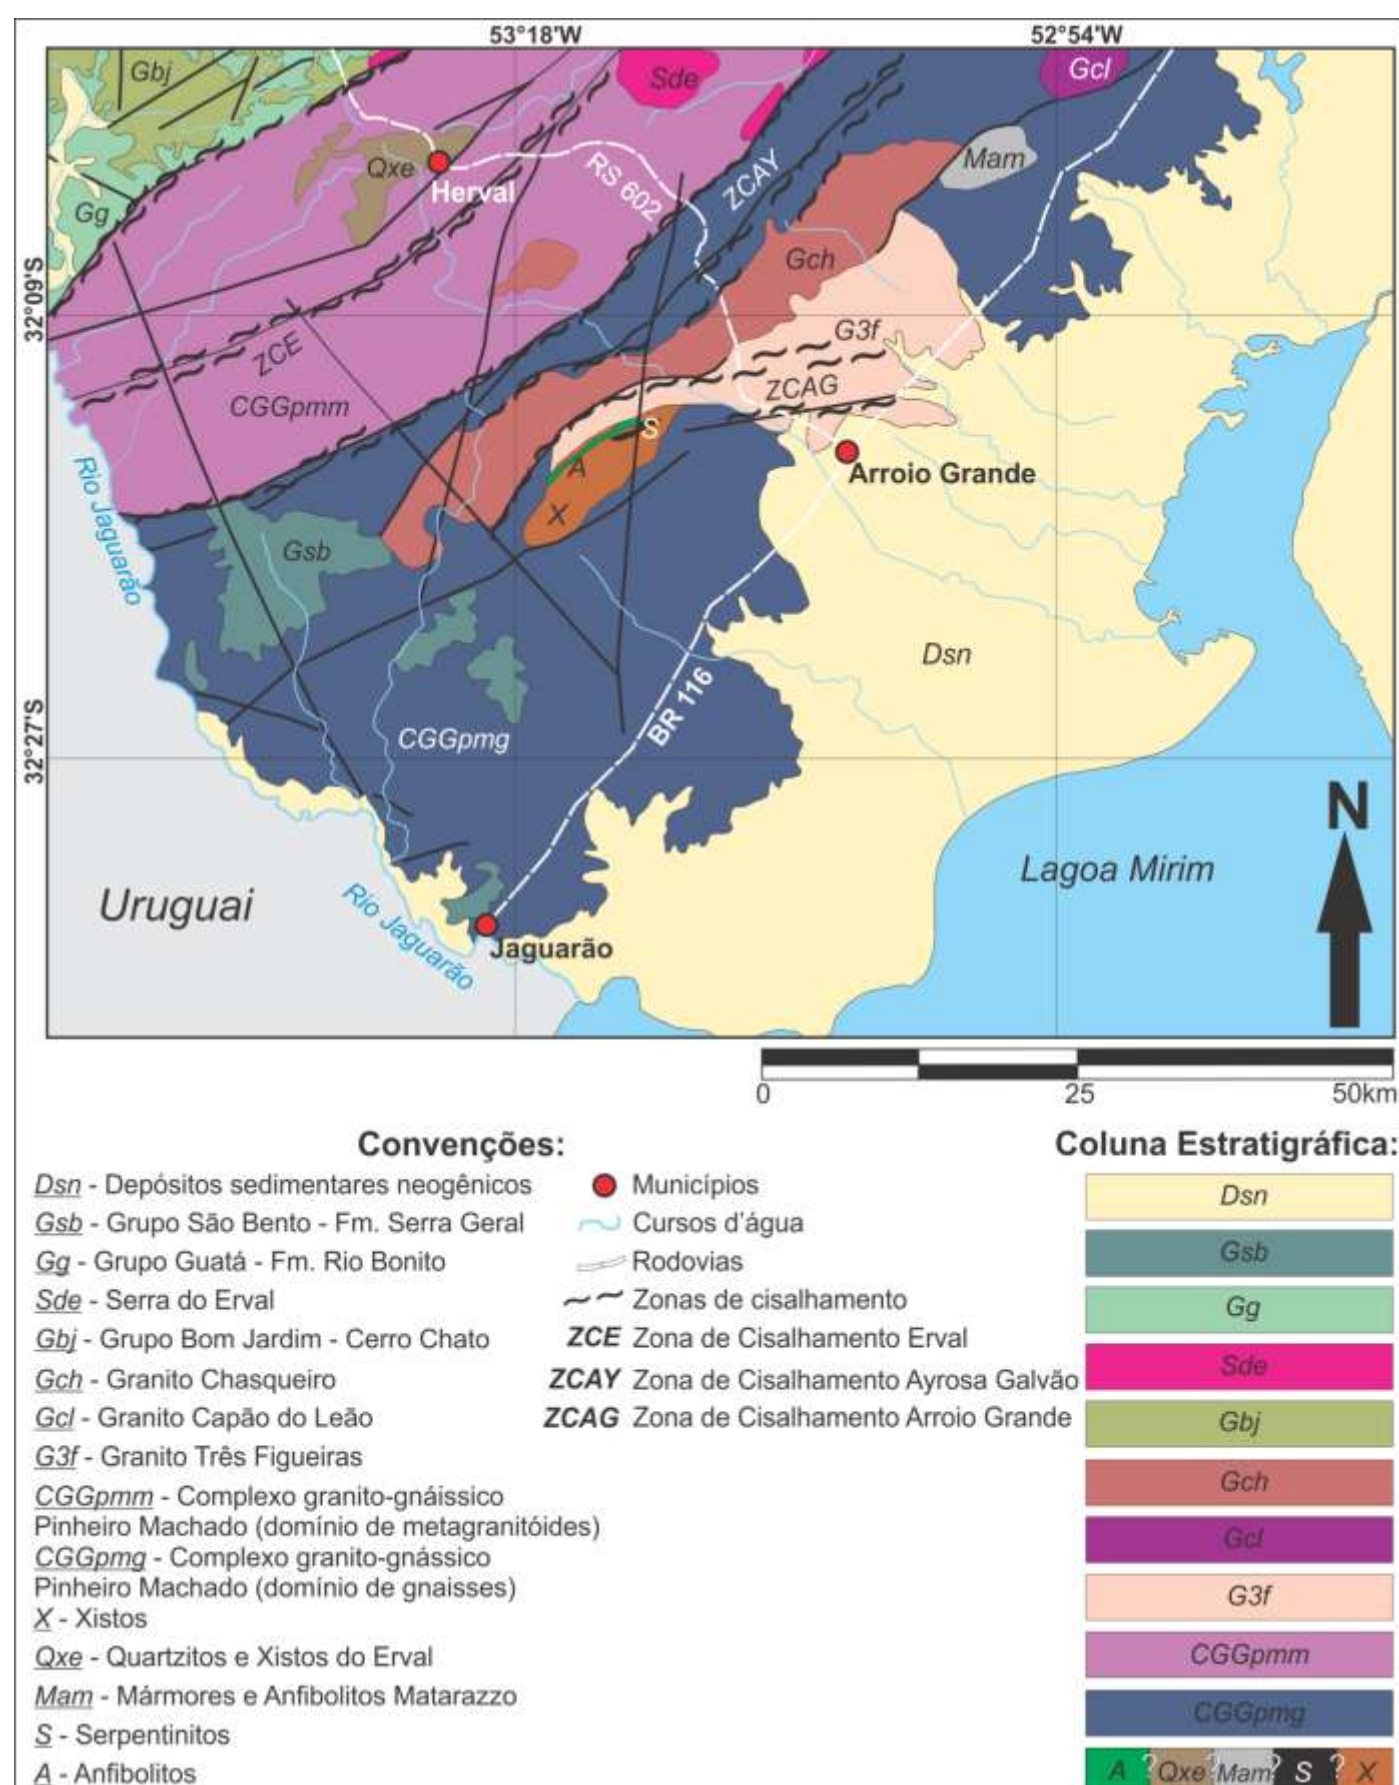 53°18'W
52°54'W
Gbj
Sde
Gcl
Qxe
Herval
RS 602
ZCAY
Mam
Gg
Gch
32°09'S
G3f
ZCE
ZCAG
CGGpmm
S
Arroio Grande
A
X
Rio Jaguarão
Gsb
Dsn
BR 116
CGGpmg
32°27'S
N
Lagoa Mirim
Uruguai
Rio Jaguarão
Jaguarão
0 25 50km
Convenções:
Dsn - Depósitos sedimentares neogênicos
Gsb - Grupo São Bento - Fm. Serra Geral
Gg - Grupo Guatá - Fm. Rio Bonito
Sde - Serra do Erval
Gbj - Grupo Bom Jardim - Cerro Chato
Gch - Granito Chasqueiro
Gcl - Granito Capão do Leão
G3f - Granito Três Figueiras
CGGpmm - Complexo granito-gnáissico
Pinheiro Machado (domínio de metagranitóides)
CGGpmg - Complexo granito-gnássico
Pinheiro Machado (domínio de gnaisses)
X - Xistos
Qxe - Quartzitos e Xistos do Erval
Mam - Mármores e Anfibolitos Matarazzo
S - Serpentinitos
A - Anfibolitos
Municípios
Cursos d'água
Rodovias
Zonas de cisalhamento
ZCE Zona de Cisalhamento Erval
ZCAY Zona de Cisalhamento Ayrosa Galvão
ZCAG Zona de Cisalhamento Arroio Grande
Coluna Estratigráfica:
Dsn
Gsb
Gg
Sde
Gbj
Gch
Gcl
G3f
CGGpmm
CGGpmg
A ? Qxe ? Mam ? S ? X